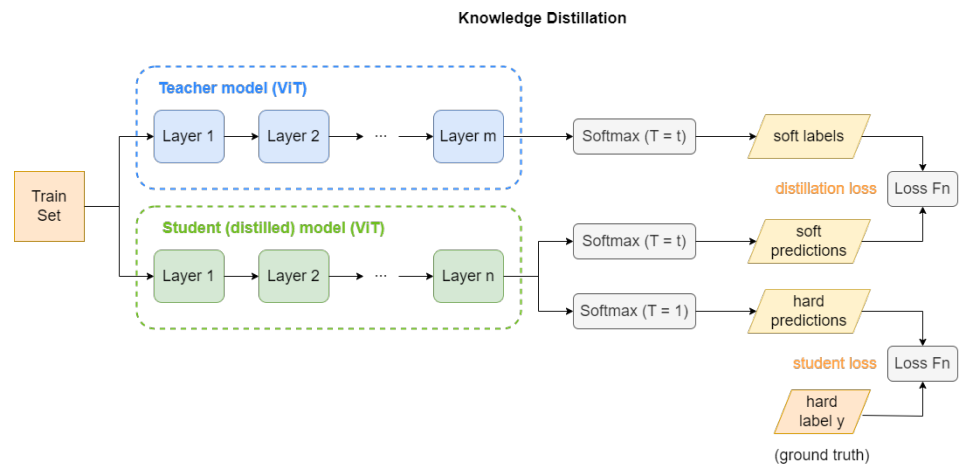 Knowledge Distillation
Teacher model (ViT)
Layer 1
Layer 2
...
Layer m
Softmax (T = t)
soft labels
Train
Set
distillation loss
Loss Fn
Student (distilled) model (ViT)
Layer 1
Layer 2
...
Layer n
Softmax (T = t)
soft
predictions
Softmax (T = 1)
hard
predictions
student loss
Loss Fn
hard
label y
(ground truth)